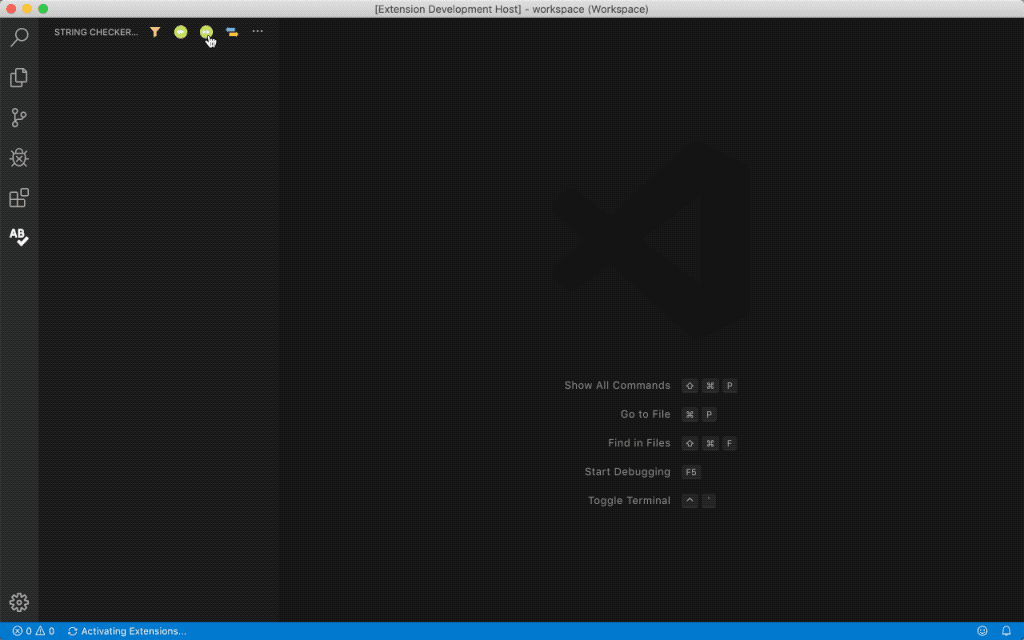 [Extension Development Host] - workspace (Workspace)
STRING CHECKER...
AB
Show All Commands ⇧ ⌘ P
Go to File ⌘ P
Find in Files ⇧ ⌘ F
Start Debugging F5
Toggle Terminal ^ `
0 0 Activating Extensions...